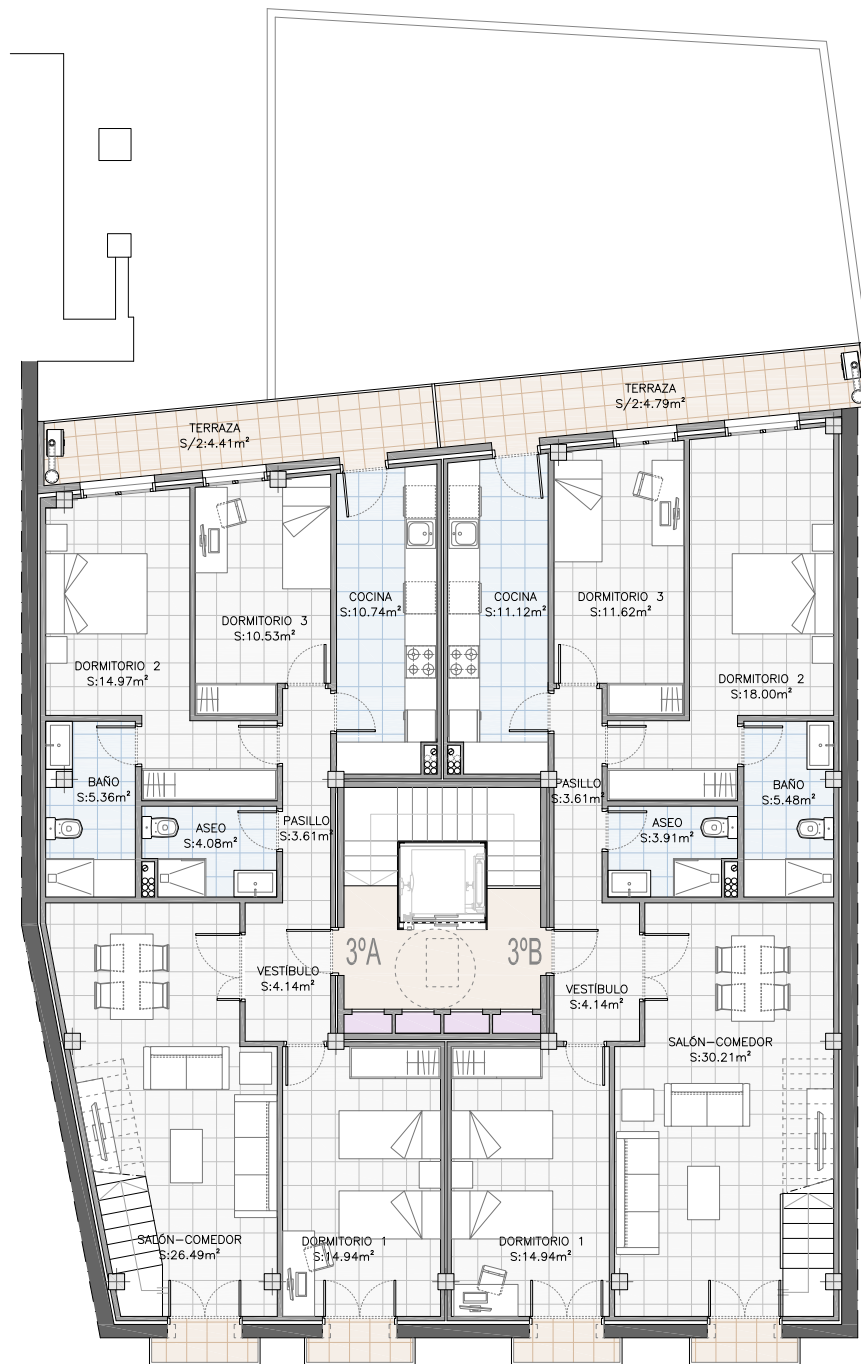 TERRAZA
S/2:4.79m²
TERRAZA
S/2:4.41m²
COCINA
S:10.74m²
COCINA
S:11.12m²
DORMITORIO 3
S:11.62m²
DORMITORIO 3
S:10.53m²
DORMITORIO 2
S:14.97m²
DORMITORIO 2
S:18.00m²
BAÑO
S:5.36m²
PASILLO
S:3.61m²
BAÑO
S:5.48m²
ASEO
S:4.08m²
PASILLO
S:3.61m²
ASEO
S:3.91m²
3ºA
3ºB
VESTÍBULO
S:4.14m²
VESTÍBULO
S:4.14m²
SALÓN-COMEDOR
S:30.21m²
SALÓN-COMEDOR
S:26.49m²
DORMITORIO 1
S:14.94m²
DORMITORIO 1
S:14.94m²